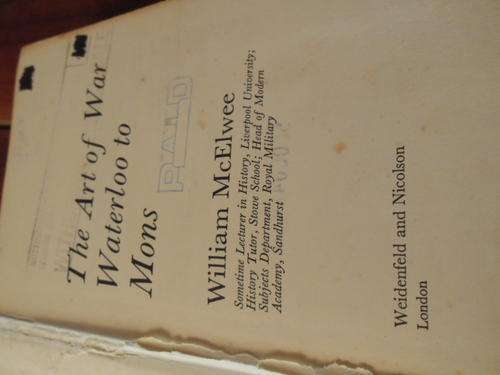 The Art of War
Waterloo to
Mons
William McElwee
Sometime Lecturer in History, Liverpool University;
History Tutor, Stowe School; Head of Modern
Subjects Department, Royal Military
Academy, Sandhurst
Weidenfeld and Nicolson
London